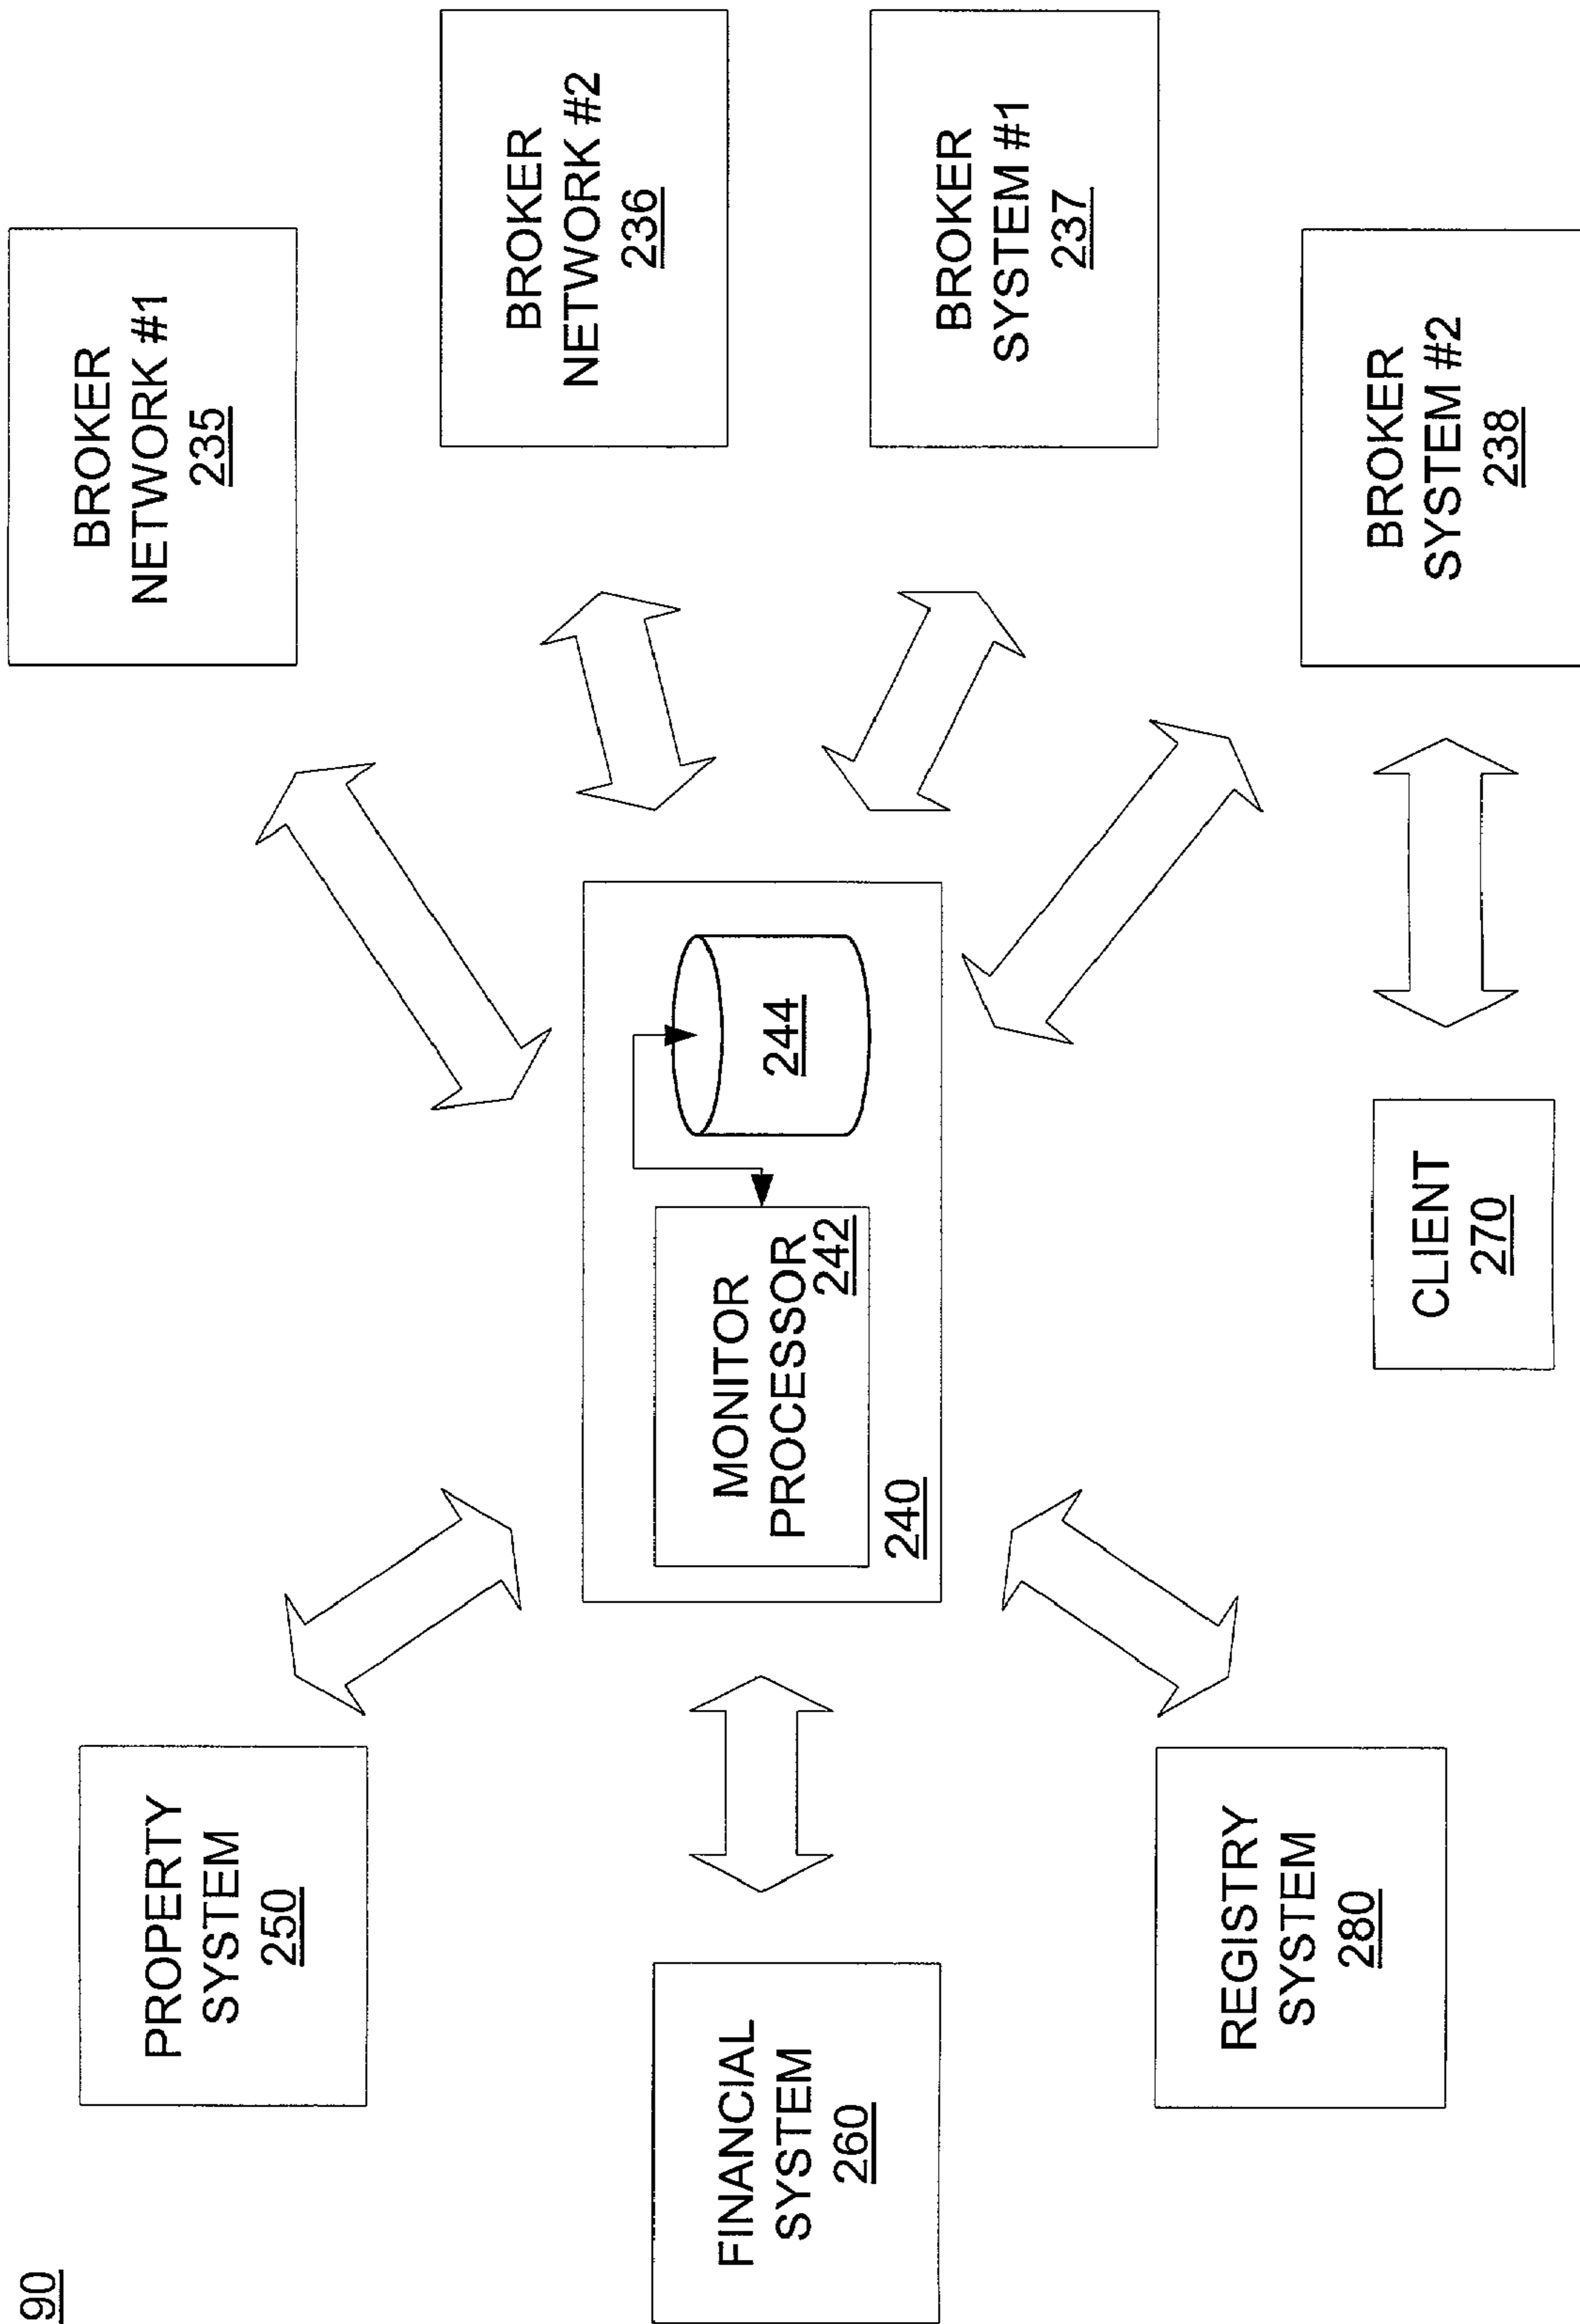 90
PROPERTY
SYSTEM
250
BROKER
NETWORK #1
235
FINANCIAL
SYSTEM
260
MONITOR
PROCESSOR
242
244
240
BROKER
NETWORK #2
236
BROKER
SYSTEM #1
237
REGISTRY
SYSTEM
280
CLIENT
270
BROKER
SYSTEM #2
238